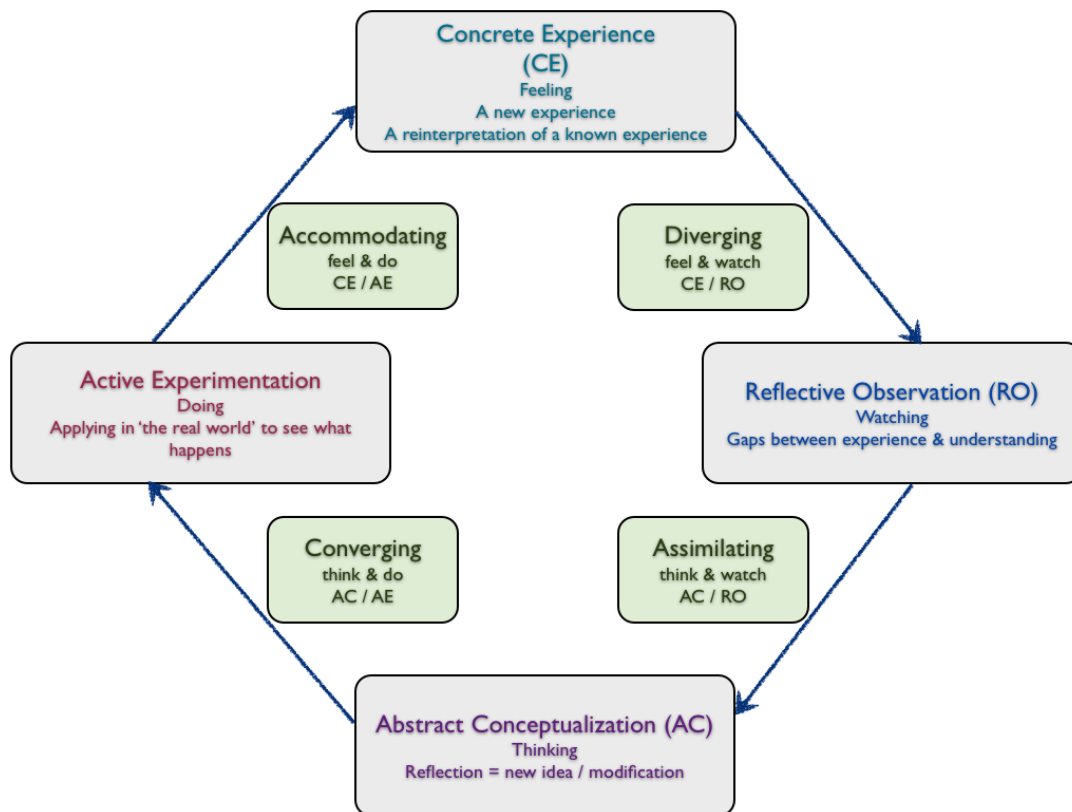 Concrete Experience
(CE)
Feeling
A new experience
A reinterpretation of a known experience
Accommodating
feel & do
CE / AE
Diverging
feel & watch
CE / RO
Active Experimentation
Doing
Applying in ‘the real world’ to see what
happens
Reflective Observation (RO)
Watching
Gaps between experience & understanding
Converging
think & do
AC / AE
Assimilating
think & watch
AC / RO
Abstract Conceptualization (AC)
Thinking
Reflection = new idea / modification